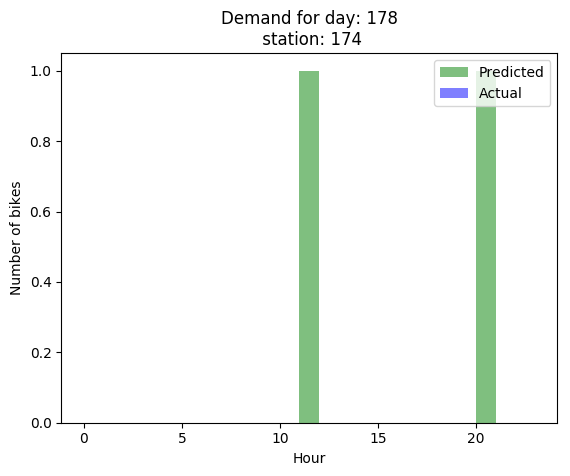 Demand for day: 178
station: 174
Predicted
Actual
Number of bikes
1.0
0.8
0.6
0.4
0.2
0.0
0 5 10 15 20
Hour